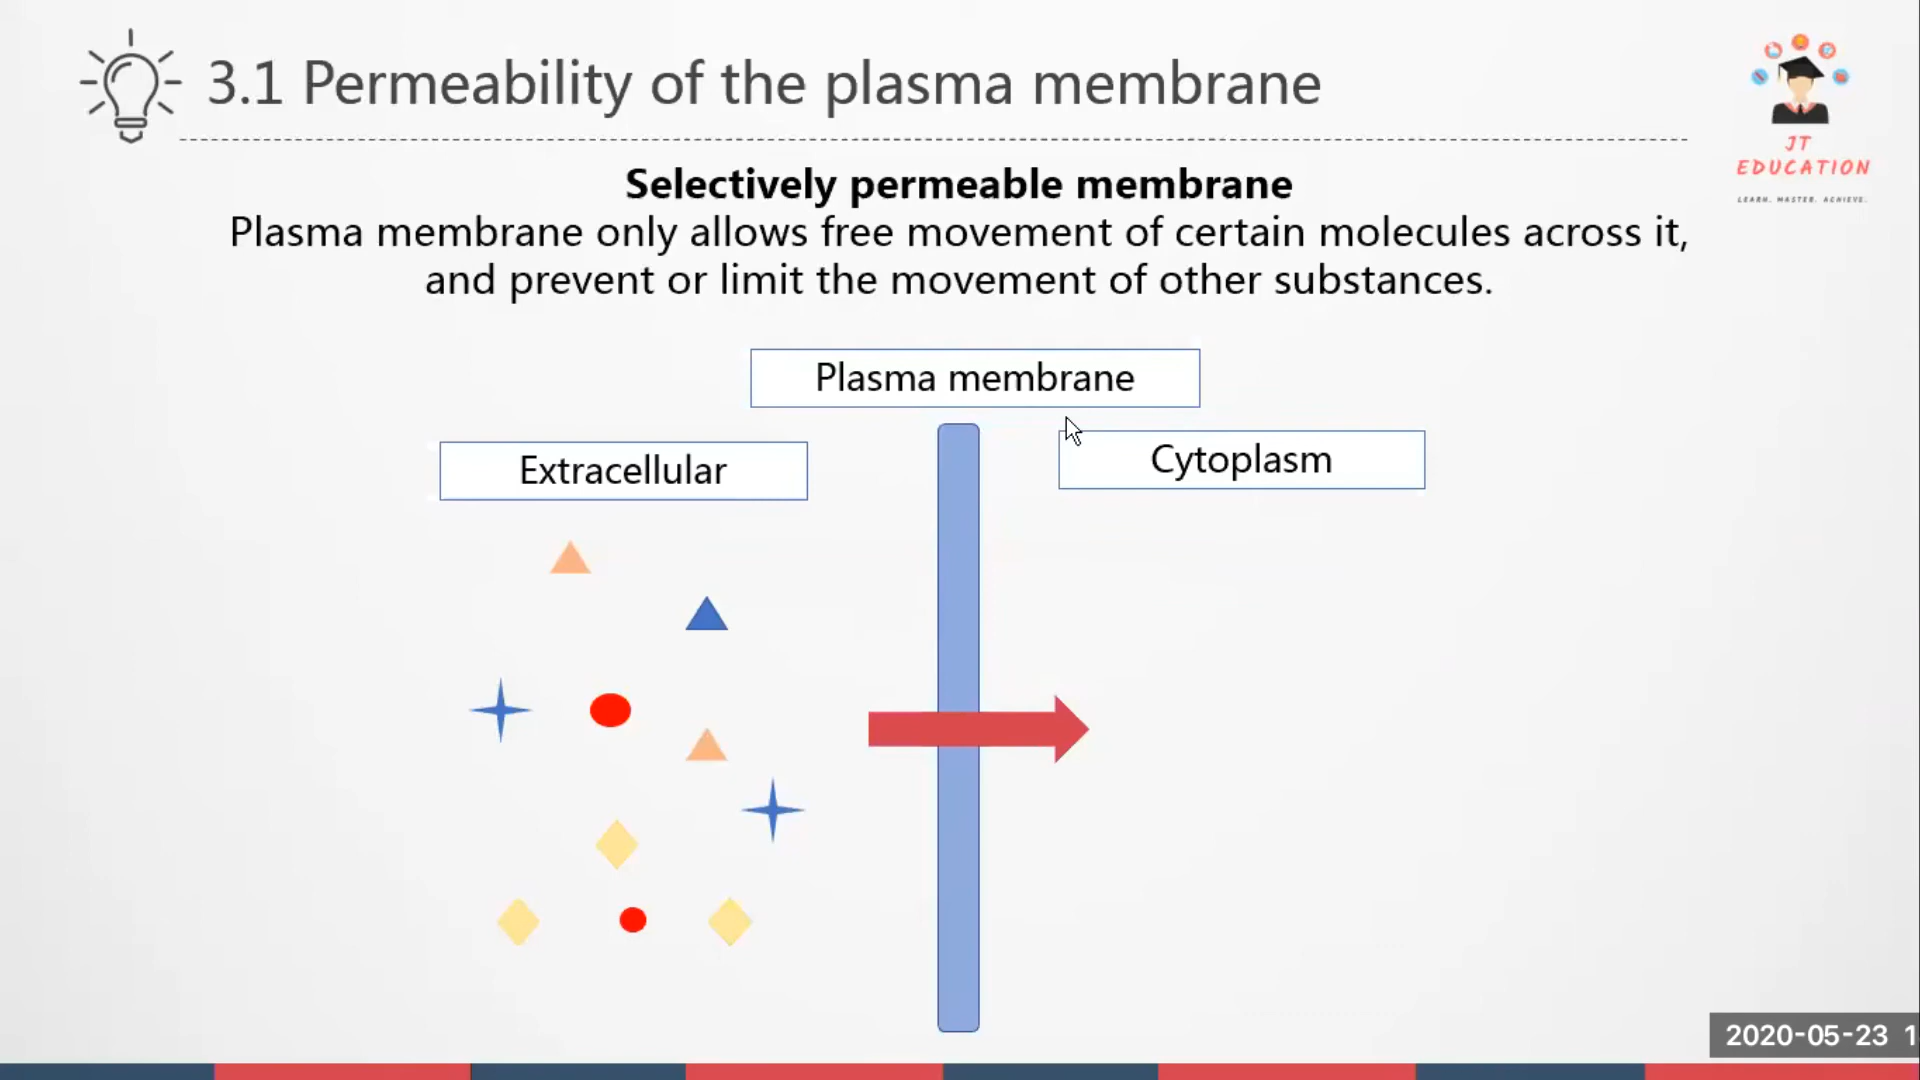 3.1 Permeability of the plasma membrane
JT
EDUCATION
LEARN. MASTER. ACHIEVE.
Selectively permeable membrane
Plasma membrane only allows free movement of certain molecules across it,
and prevent or limit the movement of other substances.
Plasma membrane
Extracellular
Cytoplasm
2020-05-23 1